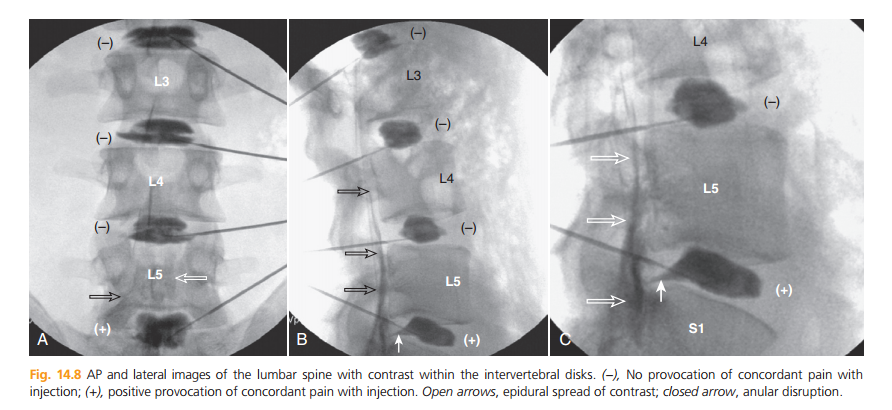 (–)
L3
(–)
L4
(–)
L5
(+)
A
(–)
L3
(–)
L4
(–)
L5
(+)
B
L4
(–)
L5
(+)
S1
C
Fig. 14.8 AP and lateral images of the lumbar spine with contrast within the intervertebral disks. (–), No provocation of concordant pain with
injection; (+), positive provocation of concordant pain with injection. Open arrows, epidural spread of contrast; closed arrow, anular disruption.